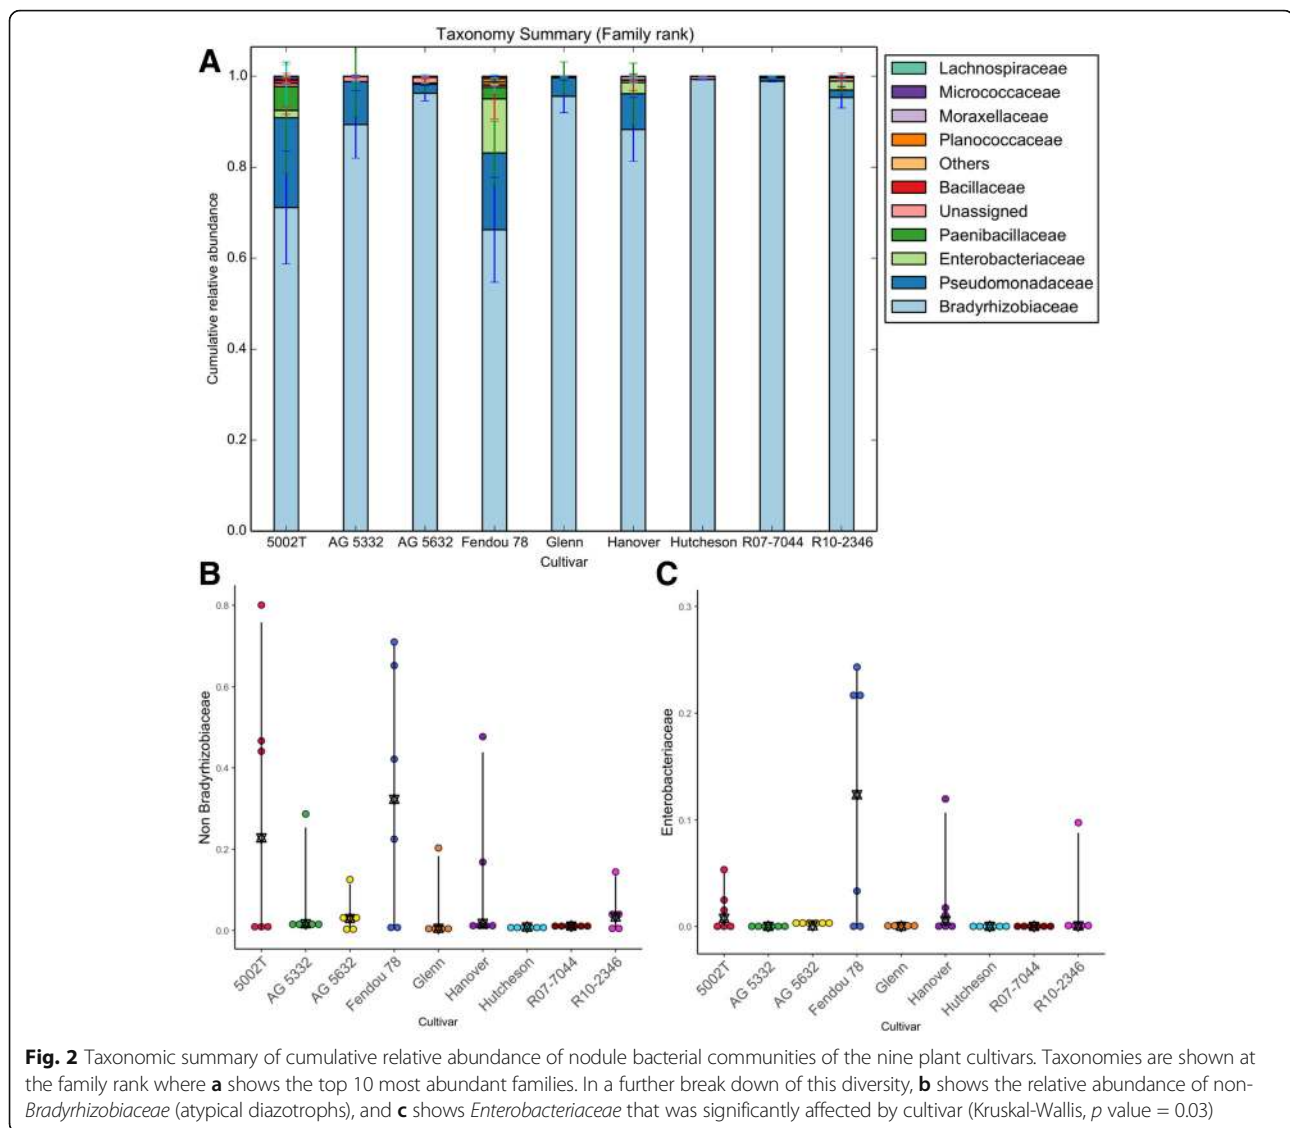 Taxonomy Summary (Family rank)
A
1.0
0.8
0.6
0.4
0.2
0.0
Cumulative relative abundance
5002T AG 5332 AG 5632 Fendou 78 Glenn Hanover Hutcheson R07-7044 R10-2346
Cultivar
Lachnospiraceae
Micrococcaceae
Moraxellaceae
Planococcaceae
Others
Bacillaceae
Unassigned
Paenibacillaceae
Enterobacteriaceae
Pseudomonadaceae
Bradyrhizobiaceae
B
0.8
0.6
0.4
0.2
0.0
Non Bradyrhizobiaceae
5002T AG 5332 AG 5632 Fendou 78 Glenn Hanover Hutcheson R07-7044 R10-2346
Cultivar
C
0.3
0.2
0.1
0.0
Enterobacteriaceae
5002T AG 5332 AG 5632 Fendou 78 Glenn Hanover Hutcheson R07-7044 R10-2346
Cultivar
Fig. 2 Taxonomic summary of cumulative relative abundance of nodule bacterial communities of the nine plant cultivars. Taxonomies are shown at
the family rank where a shows the top 10 most abundant families. In a further break down of this diversity, b shows the relative abundance of non-
Bradyrhizobiaceae (atypical diazotrophs), and c shows Enterobacteriaceae that was significantly affected by cultivar (Kruskal-Wallis, p value = 0.03)